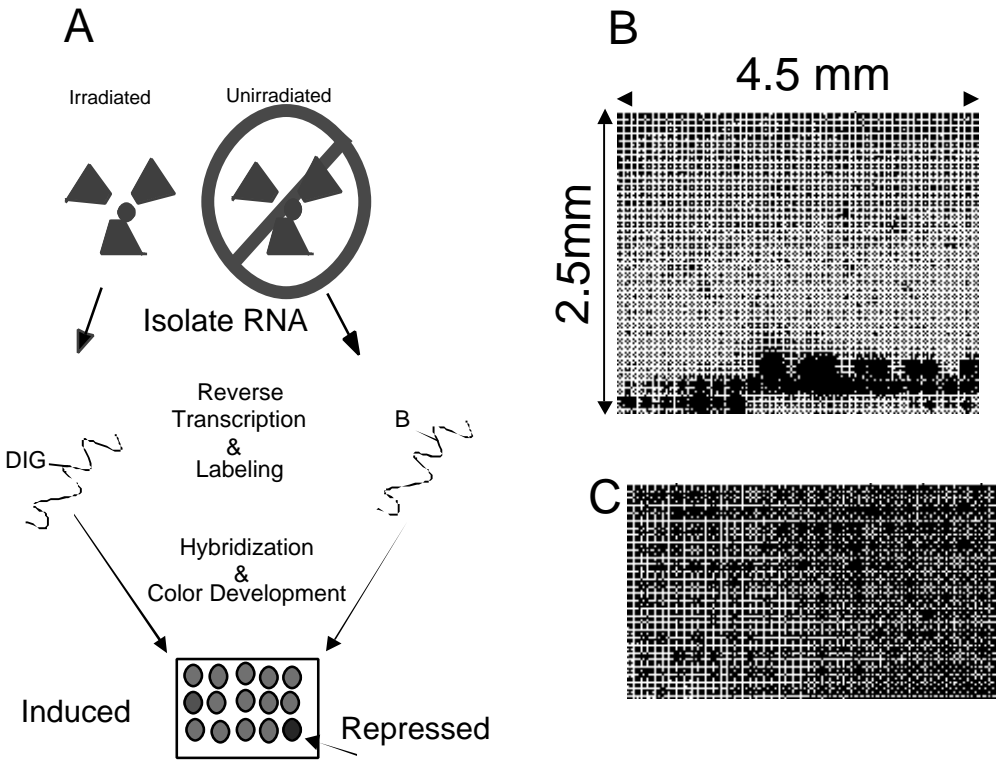 A
Irradiated
Unirradiated
Isolate RNA
Reverse
Transcription
&
Labeling
DIG
B
Hybridization
&
Color Development
Induced
Repressed
B
4.5 mm
2.5mm
C